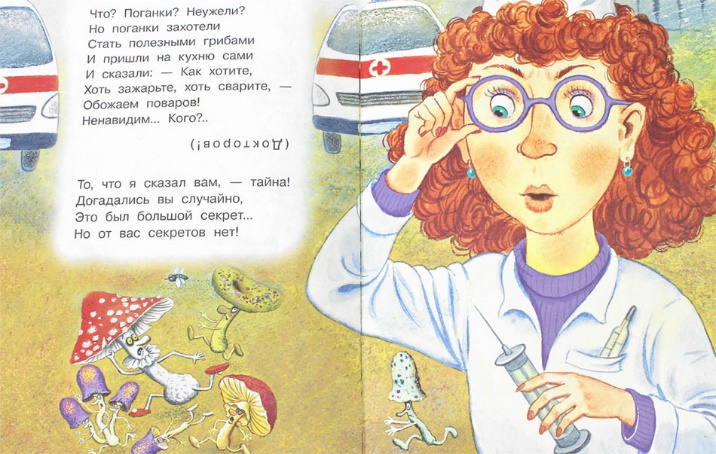 Что? Поганки? Неужели?
Но поганки захотели
Стать полезными грибами
И пришли на кухню сами
И сказали: — Как хотите,
Хоть зажарьте, хоть сварите, —
Обожаем поваров!
Ненавидим... Кого?..
(Докторов!)
То, что я сказал вам, — тайна!
Догадались вы случайно,
Это был большой секрет...
Но от вас секретов нет!